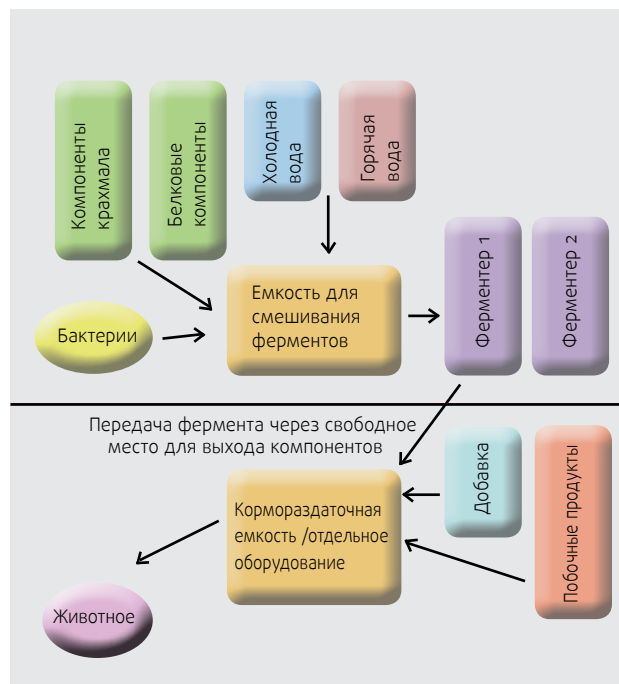 Компоненты
крахмала
Белковые
компоненты
Холодная
вода
Горячая
вода
Бактерии
Емкость для
смешивания
ферментов
Ферментер 1
Ферментер 2
Передача фермента через свободное
место для выхода компонентов
Кормораздаточная
емкость /отдельное
оборудование
Добавка
Побочные продукты
Животное